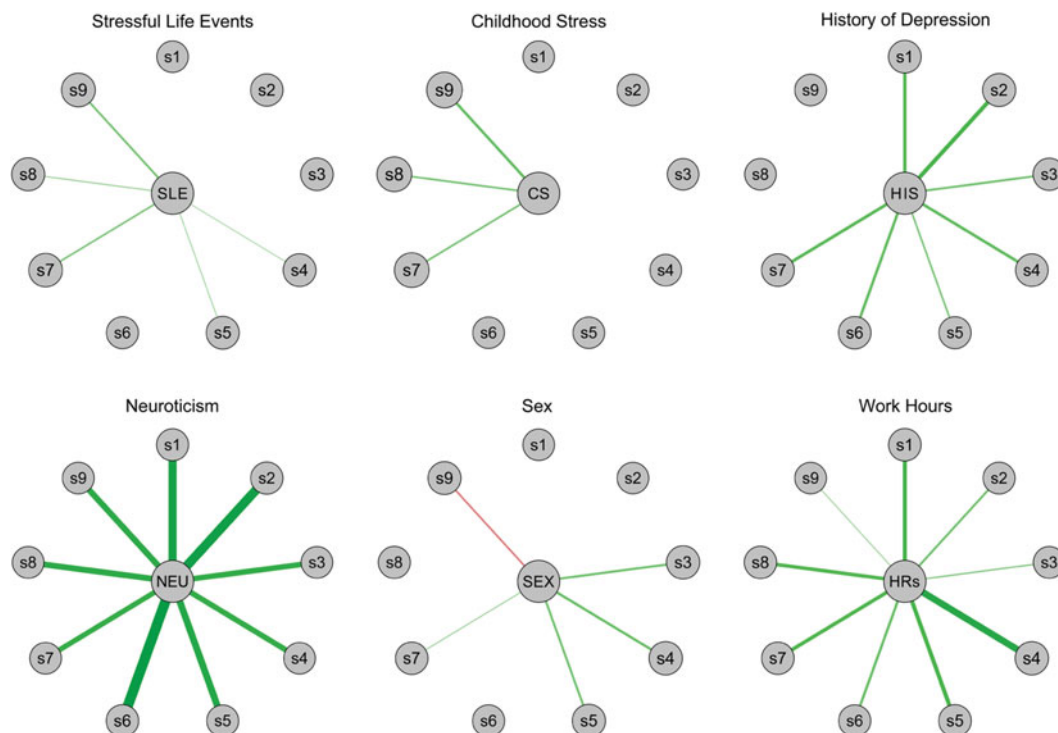 Stressful Life Events
s1
s2
s3
s4
s5
s6
s7
s8
s9
SLE
Childhood Stress
s1
s2
s3
s4
s5
s6
s7
s8
s9
CS
History of Depression
s1
s2
s3
s4
s5
s6
s7
s8
s9
HIS
Neuroticism
s1
s2
s3
s4
s5
s6
s7
s8
s9
NEU
Sex
s1
s2
s3
s4
s5
s6
s7
s8
s9
SEX
Work Hours
s1
s2
s3
s4
s5
s6
s7
s8
s9
HRs